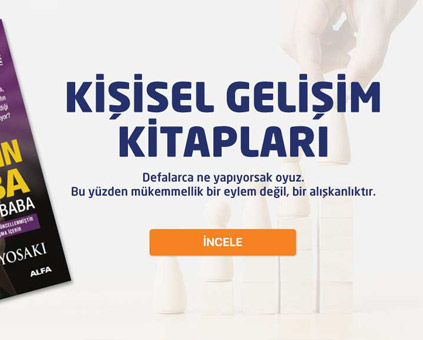 KİŞİSEL GELİŞİM
KİTAPLARI
Defalarca ne yapıyorsak oyuz.
Bu yüzden mükemmellik bir eylem değil, bir alışkanlıktır.
İNCELE
BABA
YOSAKI
ALFA